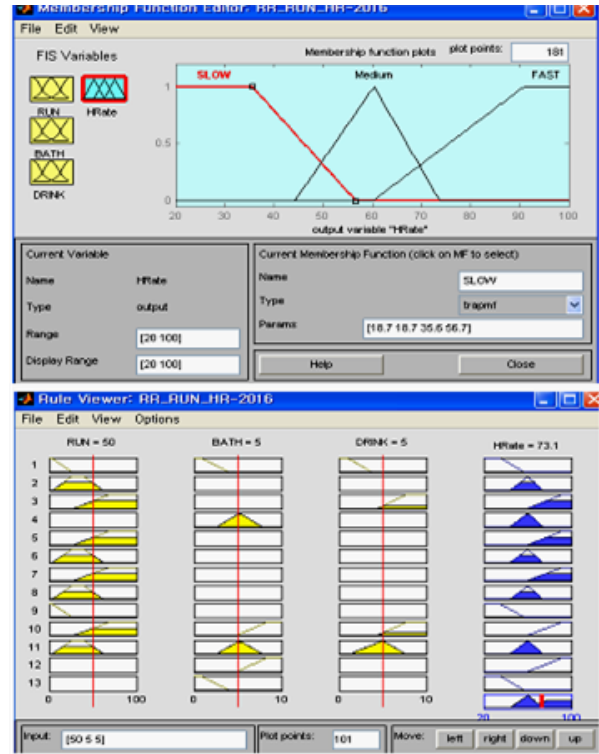 Membership Function Editor: RR_RUN_HR-2016
File Edit View
FIS Variables
Membership function plots plot points: 181
RUN HRate
BATH
DRINK
SLOW Medium FAST
1
0.5
0
20 30 40 50 60 70 80 90 100
output variable "HRate"
Current Variable
Name HRate
Type output
Range [20 100]
Display Range [20 100]
Current Membership Function (click on MF to select)
Name SLOW
Type trapmf
Params [18.7 18.7 35.6 56.7]
Help Close
Rule Viewer: RR_RUN_HR-2016
File Edit View Options
RUN = 50 BATH = 5 DRINK = 5 HRate = 73.1
1
2
3
4
5
6
7
8
9
10
11
12
13
0 100 0 10 0 10
20 100
Input: [50 5 5] Plot points: 101 Move: left right down up